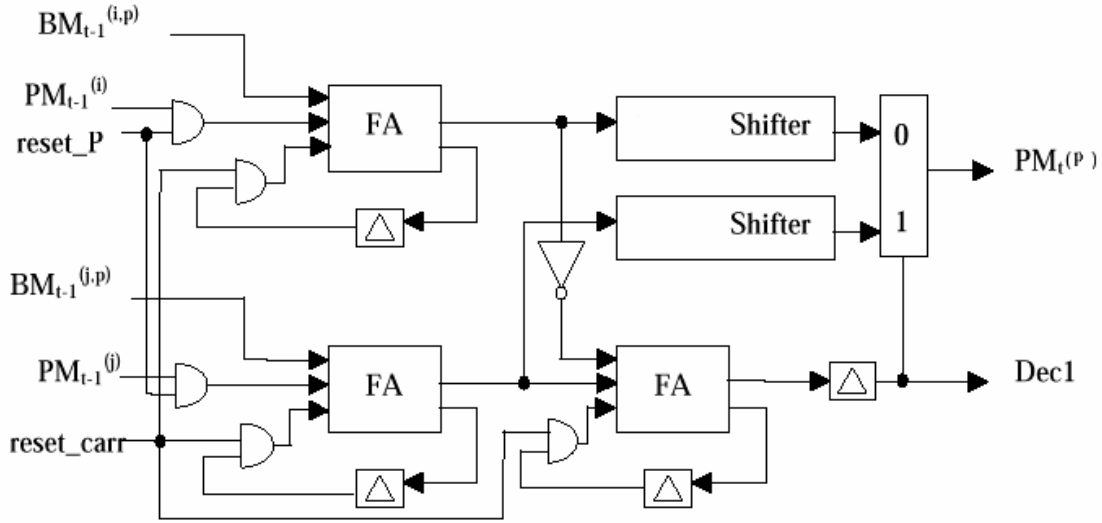 BMt-1(i,p)
PMt-1(i)
reset_P
FA
Shifter
0
PMt(p )
Shifter
1
BMt-1(j,p)
PMt-1(j)
FA
FA
Dec1
reset_carr